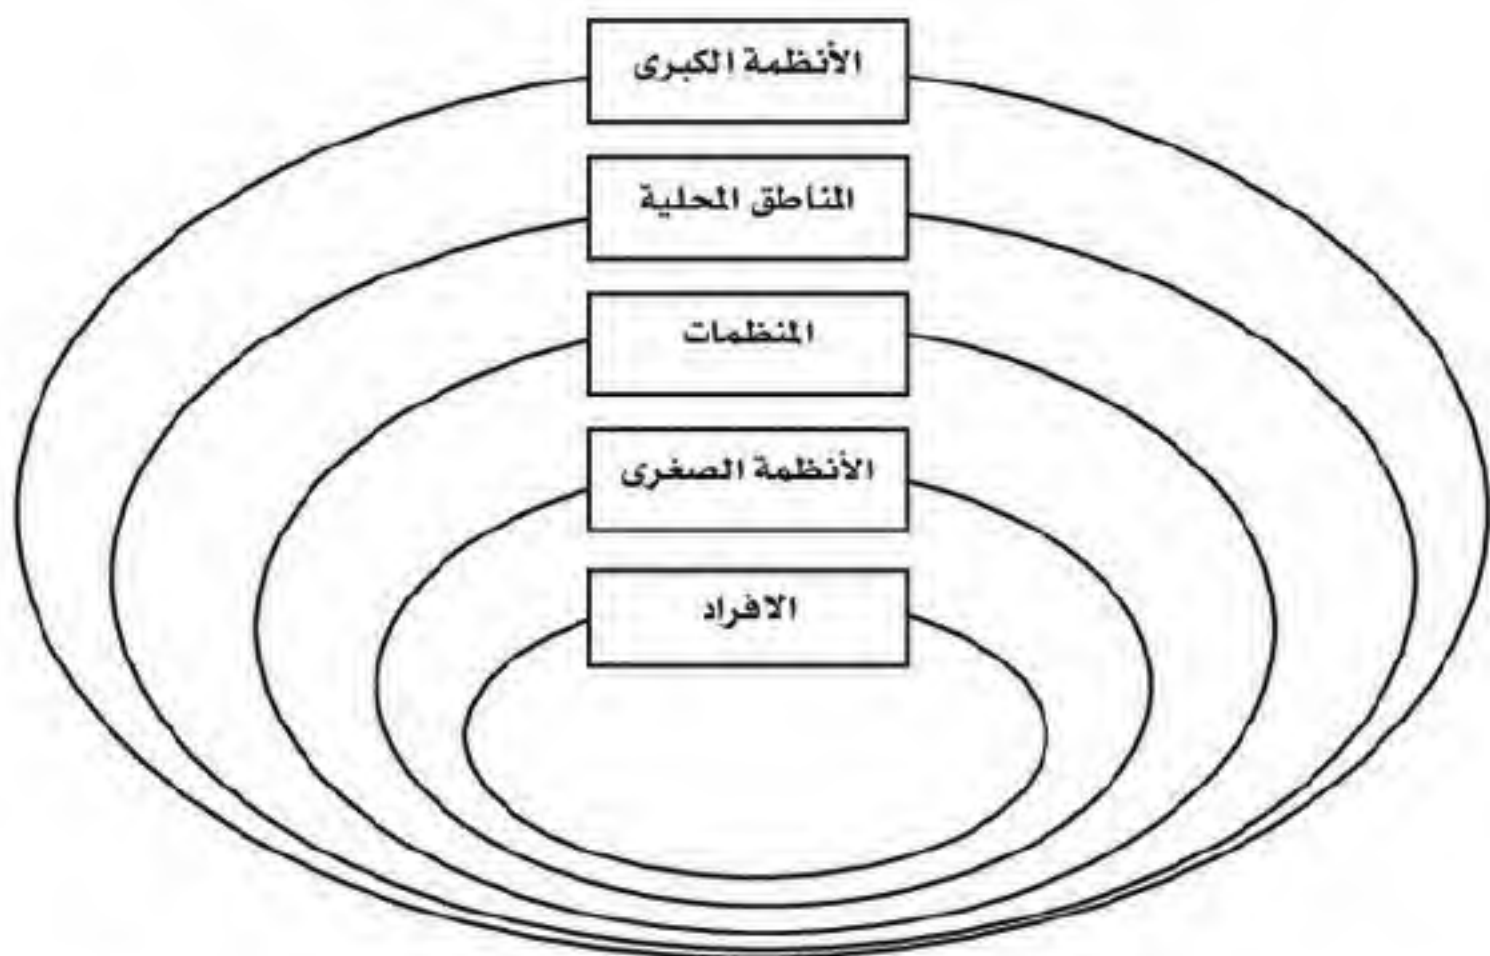 الأنظمة الكبرى
المناطق المحلية
المنظمات
الأنظمة الصغرى
الافراد